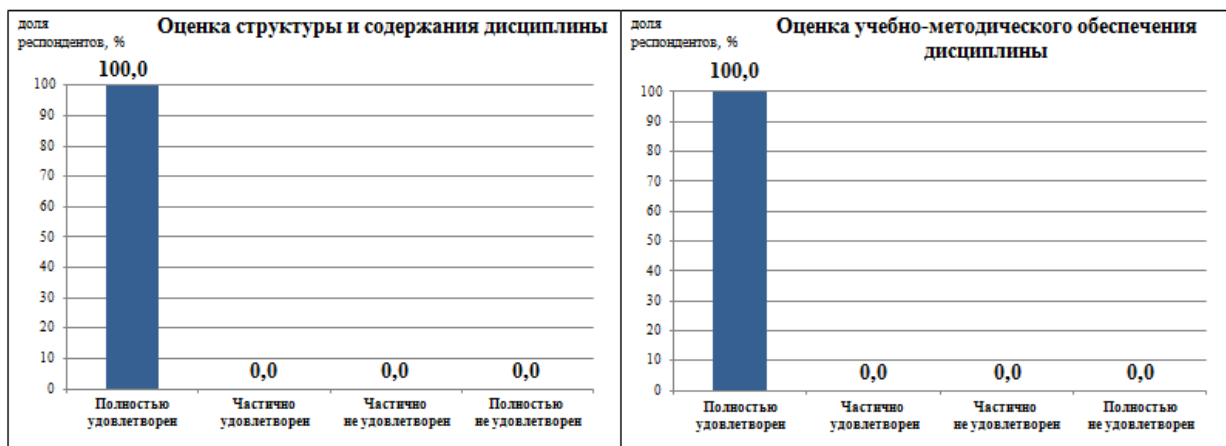 доля
респондентов, %
Оценка структуры и содержания дисциплины
100,0
100
90
80
70
60
50
40
30
20
10
0
0,0
0,0
0,0
Полностью
удовлетворен
Частично
удовлетворен
Частично
не удовлетворен
Полностью
не удовлетворен
доля
респондентов, %
Оценка учебно-методического обеспечения
дисциплины
100,0
100
90
80
70
60
50
40
30
20
10
0
0,0
0,0
0,0
Полностью
удовлетворен
Частично
удовлетворен
Частично
не удовлетворен
Полностью
не удовлетворен